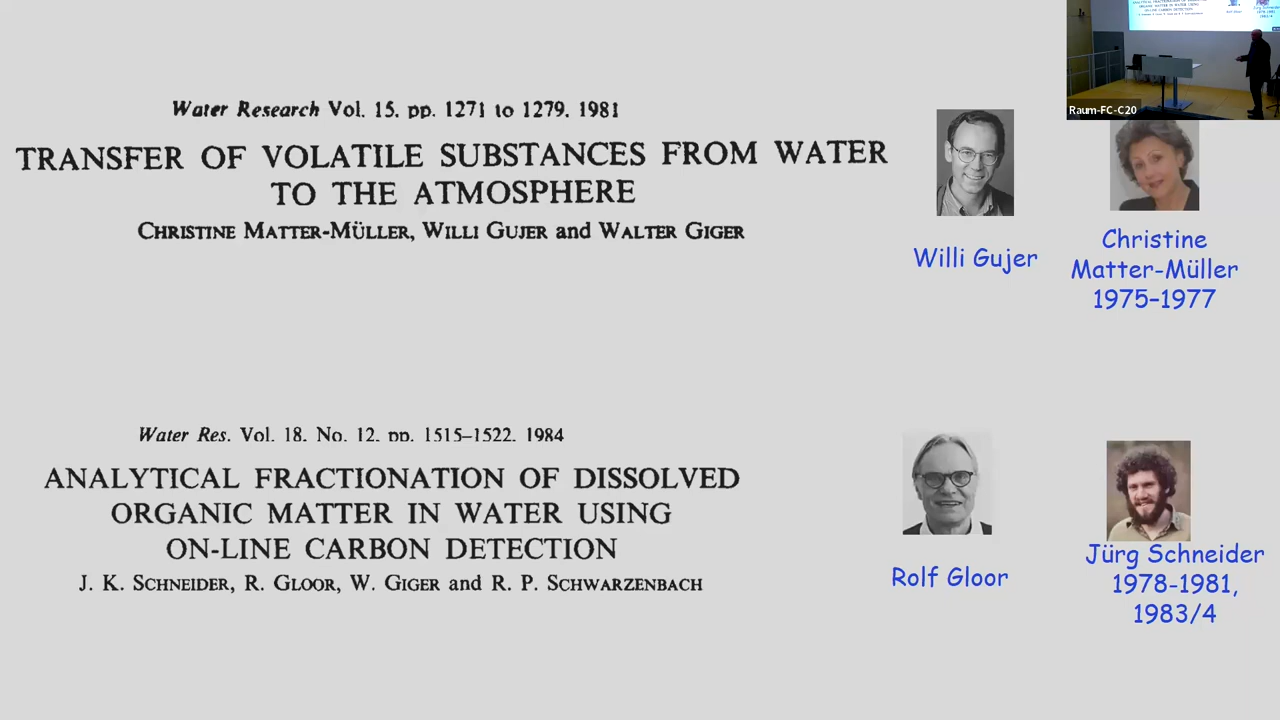 Water Research Vol. 15. pp. 1271 to 1279. 1981
TRANSFER OF VOLATILE SUBSTANCES FROM WATER
TO THE ATMOSPHERE
CHRISTINE MATTER-MÜLLER, WILLI GUJER and WALTER GIGER
Willi Gujer
Christine
Matter-Müller
1975–1977
Water Res. Vol. 18. No. 12. pp. 1515–1522. 1984
ANALYTICAL FRACTIONATION OF DISSOLVED
ORGANIC MATTER IN WATER USING
ON-LINE CARBON DETECTION
J. K. SCHNEIDER, R. GLOOR, W. GIGER and R. P. SCHWARZENBACH
Rolf Gloor
Jürg Schneider
1978-1981,
1983/4
Raum-FC-C20